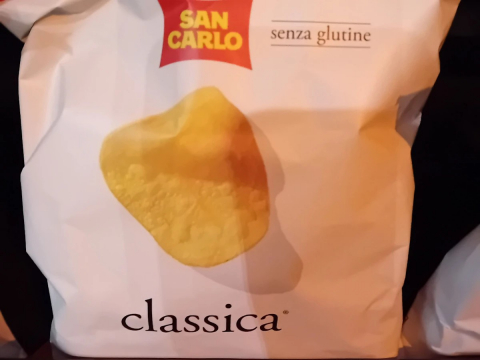 SAN
CARLO
senza glutine
classica®